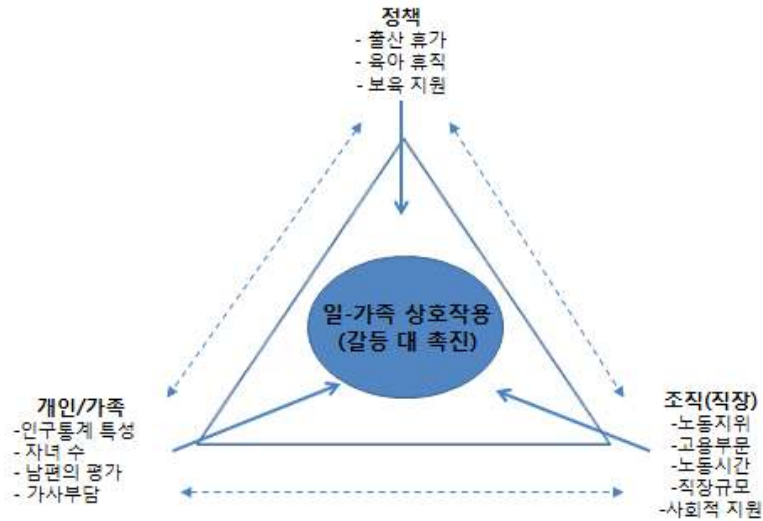 정책
- 출산 휴가
- 육아 휴직
- 보육 지원
일-가족 상호작용
(갈등 대 촉진)
개인/가족
-인구통계 특성
- 자녀 수
- 남편의 평가
- 가사부담
조직(직장)
-노동지위
-고용부문
-노동시간
-직장규모
-사회적 지원